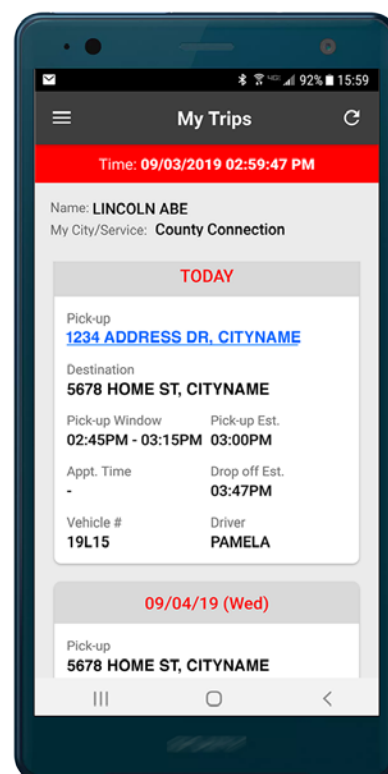 92% 15:59
My Trips
Time: 09/03/2019 02:59:47 PM
Name: LINCOLN ABE
My City/Service: County Connection
TODAY
Pick-up
1234 ADDRESS DR, CITYNAME
Destination
5678 HOME ST, CITYNAME
Pick-up Window Pick-up Est.
02:45PM - 03:15PM 03:00PM
Appt. Time Drop off Est.
- 03:47PM
Vehicle # Driver
19L15 PAMELA
09/04/19 (Wed)
Pick-up
5678 HOME ST, CITYNAME